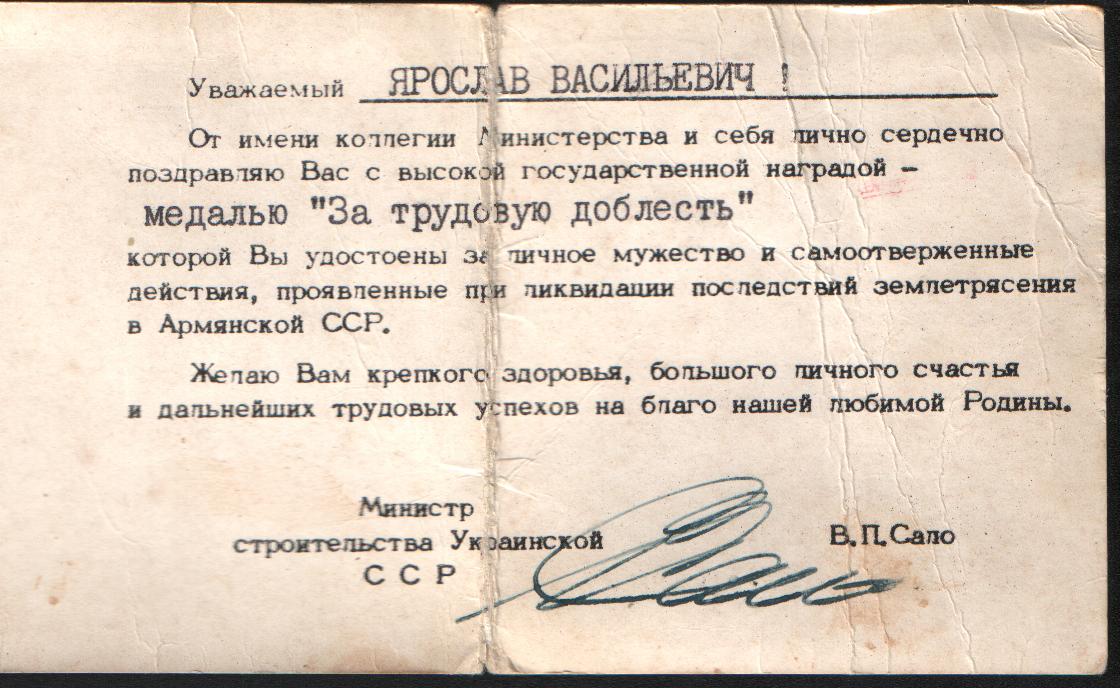 Уважаемый ЯРОСЛАВ ВАСИЛЬЕВИЧ !
От имени коллегии Министерства и себя лично сердечно
поздравляю Вас с высокой государственной наградой –
медалью "За трудовую доблесть"
которой Вы удостоены за личное мужество и самоотверженные
действия, проявленные при ликвидации последствий землетрясения
в Армянской ССР.
Желаю Вам крепкого здоровья, большого личного счастья
и дальнейших трудовых успехов на благо нашей любимой Родины.
Министр
строительства Украинской
С С Р
В.П.Сало